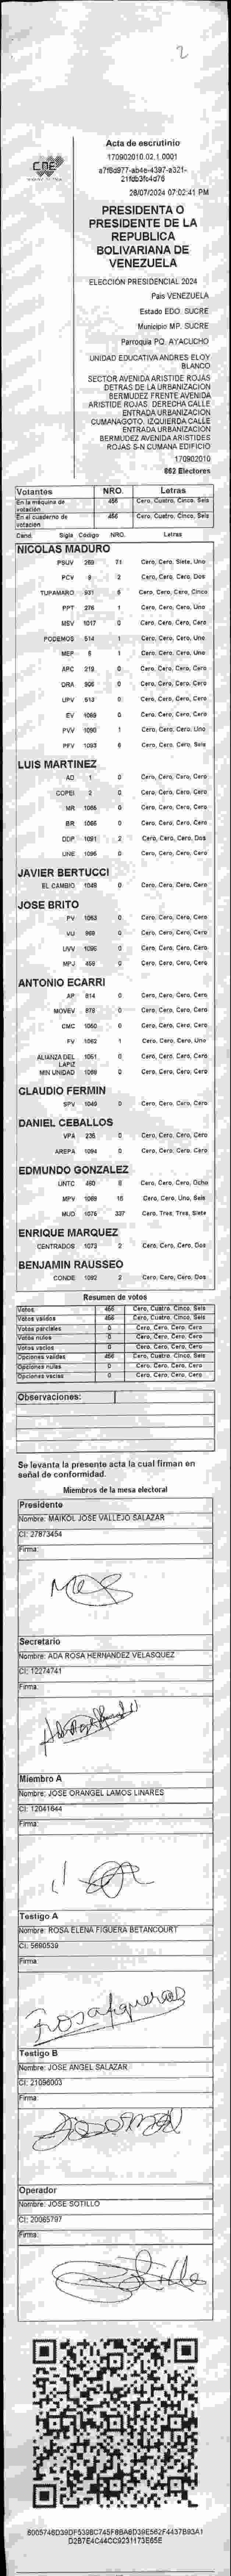 2
Acta de escrutinio
170902010.02.1.0001
a7f8d977-ab4e-4397-a321-
21fdb3fc4d76
28/07/2024 07:02:41 PM
CNE
PRESIDENTA O
PRESIDENTE DE LA
REPUBLICA
BOLIVARIANA DE
VENEZUELA
ELECCIÓN PRESIDENCIAL 2024
Pais VENEZUELA
Estado EDO. SUCRE
Municipio MP. SUCRE
Parroquia PQ. AYACUCHO
UNIDAD EDUCATIVA ANDRES ELOY
BLANCO
SECTOR AVENIDA ARISTIDE ROJAS
DETRAS DE LA URBANIZACION
BERMUDEZ FRENTE AVENIDA
ARISTIDE ROJAS. DERECHA CALLE
ENTRADA URBANIZACION
CUMANAGOTO. IZQUIERDA CALLE
ENTRADA URBANIZACION
BERMUDEZ AVENIDA ARISTIDES
ROJAS S-N CUMANA EDIFICIO
170902010
862 Electores
Votantes NRO. Letras
En la máquina de votación 456 Cero, Cuatro, Cinco, Seis
En el cuaderno de votación 456 Cero, Cuatro, Cinco, Seis
Cand. Sigla Código NRO. Letras
NICOLAS MADURO
PSUV 269 71 Cero, Cero, Siete, Uno
PCV 9 2 Cero, Cero, Cero, Dos
TUPAMARO 931 5 Cero, Cero, Cero, Cinco
PPT 276 1 Cero, Cero, Cero, Uno
MSV 1017 0 Cero, Cero, Cero, Cero
PODEMOS 514 1 Cero, Cero, Cero, Uno
MEP 5 1 Cero, Cero, Cero, Uno
APC 219 0 Cero, Cero, Cero, Cero
ORA 906 0 Cero, Cero, Cero, Cero
UPV 513 0 Cero, Cero, Cero, Cero
EV 1089 0 Cero, Cero, Cero, Cero
PVV 1090 1 Cero, Cero, Cero, Uno
PFV 1093 6 Cero, Cero, Cero, Seis
LUIS MARTINEZ
AD 1 0 Cero, Cero, Cero, Cero
COPEI 2 0 Cero, Cero, Cero, Cero
MR 1086 0 Cero, Cero, Cero, Cero
BR 1066 0 Cero, Cero, Cero, Cero
DDP 1091 2 Cero, Cero, Cero, Dos
UNE 1096 0 Cero, Cero, Cero, Cero
JAVIER BERTUCCI
EL CAMBIO 1048 0 Cero, Cero, Cero, Cero
JOSE BRITO
PV 1063 0 Cero, Cero, Cero, Cero
VU 968 0 Cero, Cero, Cero, Cero
UVV 1095 0 Cero, Cero, Cero, Cero
MPJ 459 0 Cero, Cero, Cero, Cero
ANTONIO ECARRI
AP 814 0 Cero, Cero, Cero, Cero
MOVEV 878 0 Cero, Cero, Cero, Cero
CMC 1050 0 Cero, Cero, Cero, Cero
FV 1062 1 Cero, Cero, Cero, Uno
ALIANZA DEL LAPIZ 1051 0 Cero, Cero, Cero, Cero
MIN UNIDAD 1069 0 Cero, Cero, Cero, Cero
CLAUDIO FERMIN
SPV 1049 0 Cero, Cero, Cero, Cero
DANIEL CEBALLOS
VPA 235 0 Cero, Cero, Cero, Cero
AREPA 1094 0 Cero, Cero, Cero, Cero
EDMUNDO GONZALEZ
UNTC 460 8 Cero, Cero, Cero, Ocho
MPV 1068 16 Cero, Cero, Uno, Seis
MUD 1076 337 Cero, Tres, Tres, Siete
ENRIQUE MARQUEZ
CENTRADOS 1073 2 Cero, Cero, Cero, Dos
BENJAMIN RAUSSEO
CONDE 1082 2 Cero, Cero, Cero, Dos
Resumen de votos
Votos 456 Cero, Cuatro, Cinco, Seis
Votos validos 456 Cero, Cuatro, Cinco, Seis
Votos parciales 0 Cero, Cero, Cero, Cero
Votos nulos 0 Cero, Cero, Cero, Cero
Votos vacios 0 Cero, Cero, Cero, Cero
Opciones validas 456 Cero, Cuatro, Cinco, Seis
Opciones nulas 0 Cero, Cero, Cero, Cero
Opciones vacias 0 Cero, Cero, Cero, Cero
Observaciones:
Se levanta la presente acta la cual firman en
señal de conformidad.
Miembros de la mesa electoral
Presidente
Nombre: MAIKOL JOSE VALLEJO SALAZAR
CI: 27873454
Firma:
Secretario
Nombre: ADA ROSA HERNANDEZ VELASQUEZ
CI: 12274741
Firma:
Miembro A
Nombre: JOSE ORANGEL LAMOS LINARES
CI: 12041644
Firma:
Testigo A
Nombre: ROSA ELENA FIGUERA BETANCOURT
CI: 5690539
Firma:
Rosa figuera
Testigo B
Nombre: JOSE ANGEL SALAZAR
CI: 21096003
Firma:
Operador
Nombre: JOSE SOTILLO
CI: 20065797
Firma:
Sotillo
8005746D39DF5398C745F8BA8D39E562F4437B93A1
D2B7E4C44CC9231173E65E